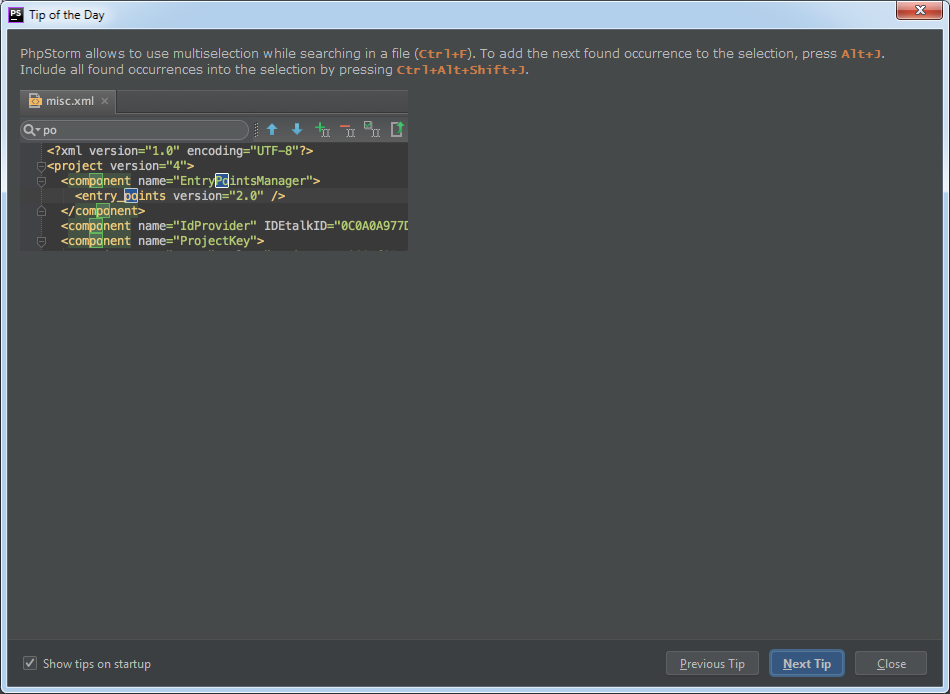 PS Tip of the Day
PhpStorm allows to use multiselection while searching in a file (Ctrl+F). To add the next found occurrence to the selection, press Alt+J.
Include all found occurrences into the selection by pressing Ctrl+Alt+Shift+J.
misc.xml
po
<?xml version="1.0" encoding="UTF-8"?>
<project version="4">
<component name="EntryPointsManager">
<entry_points version="2.0" />
</component>
<component name="IdProvider" IDEtalkID="0C0A0A977D
<component name="ProjectKey">
Show tips on startup
Previous Tip
Next Tip
Close